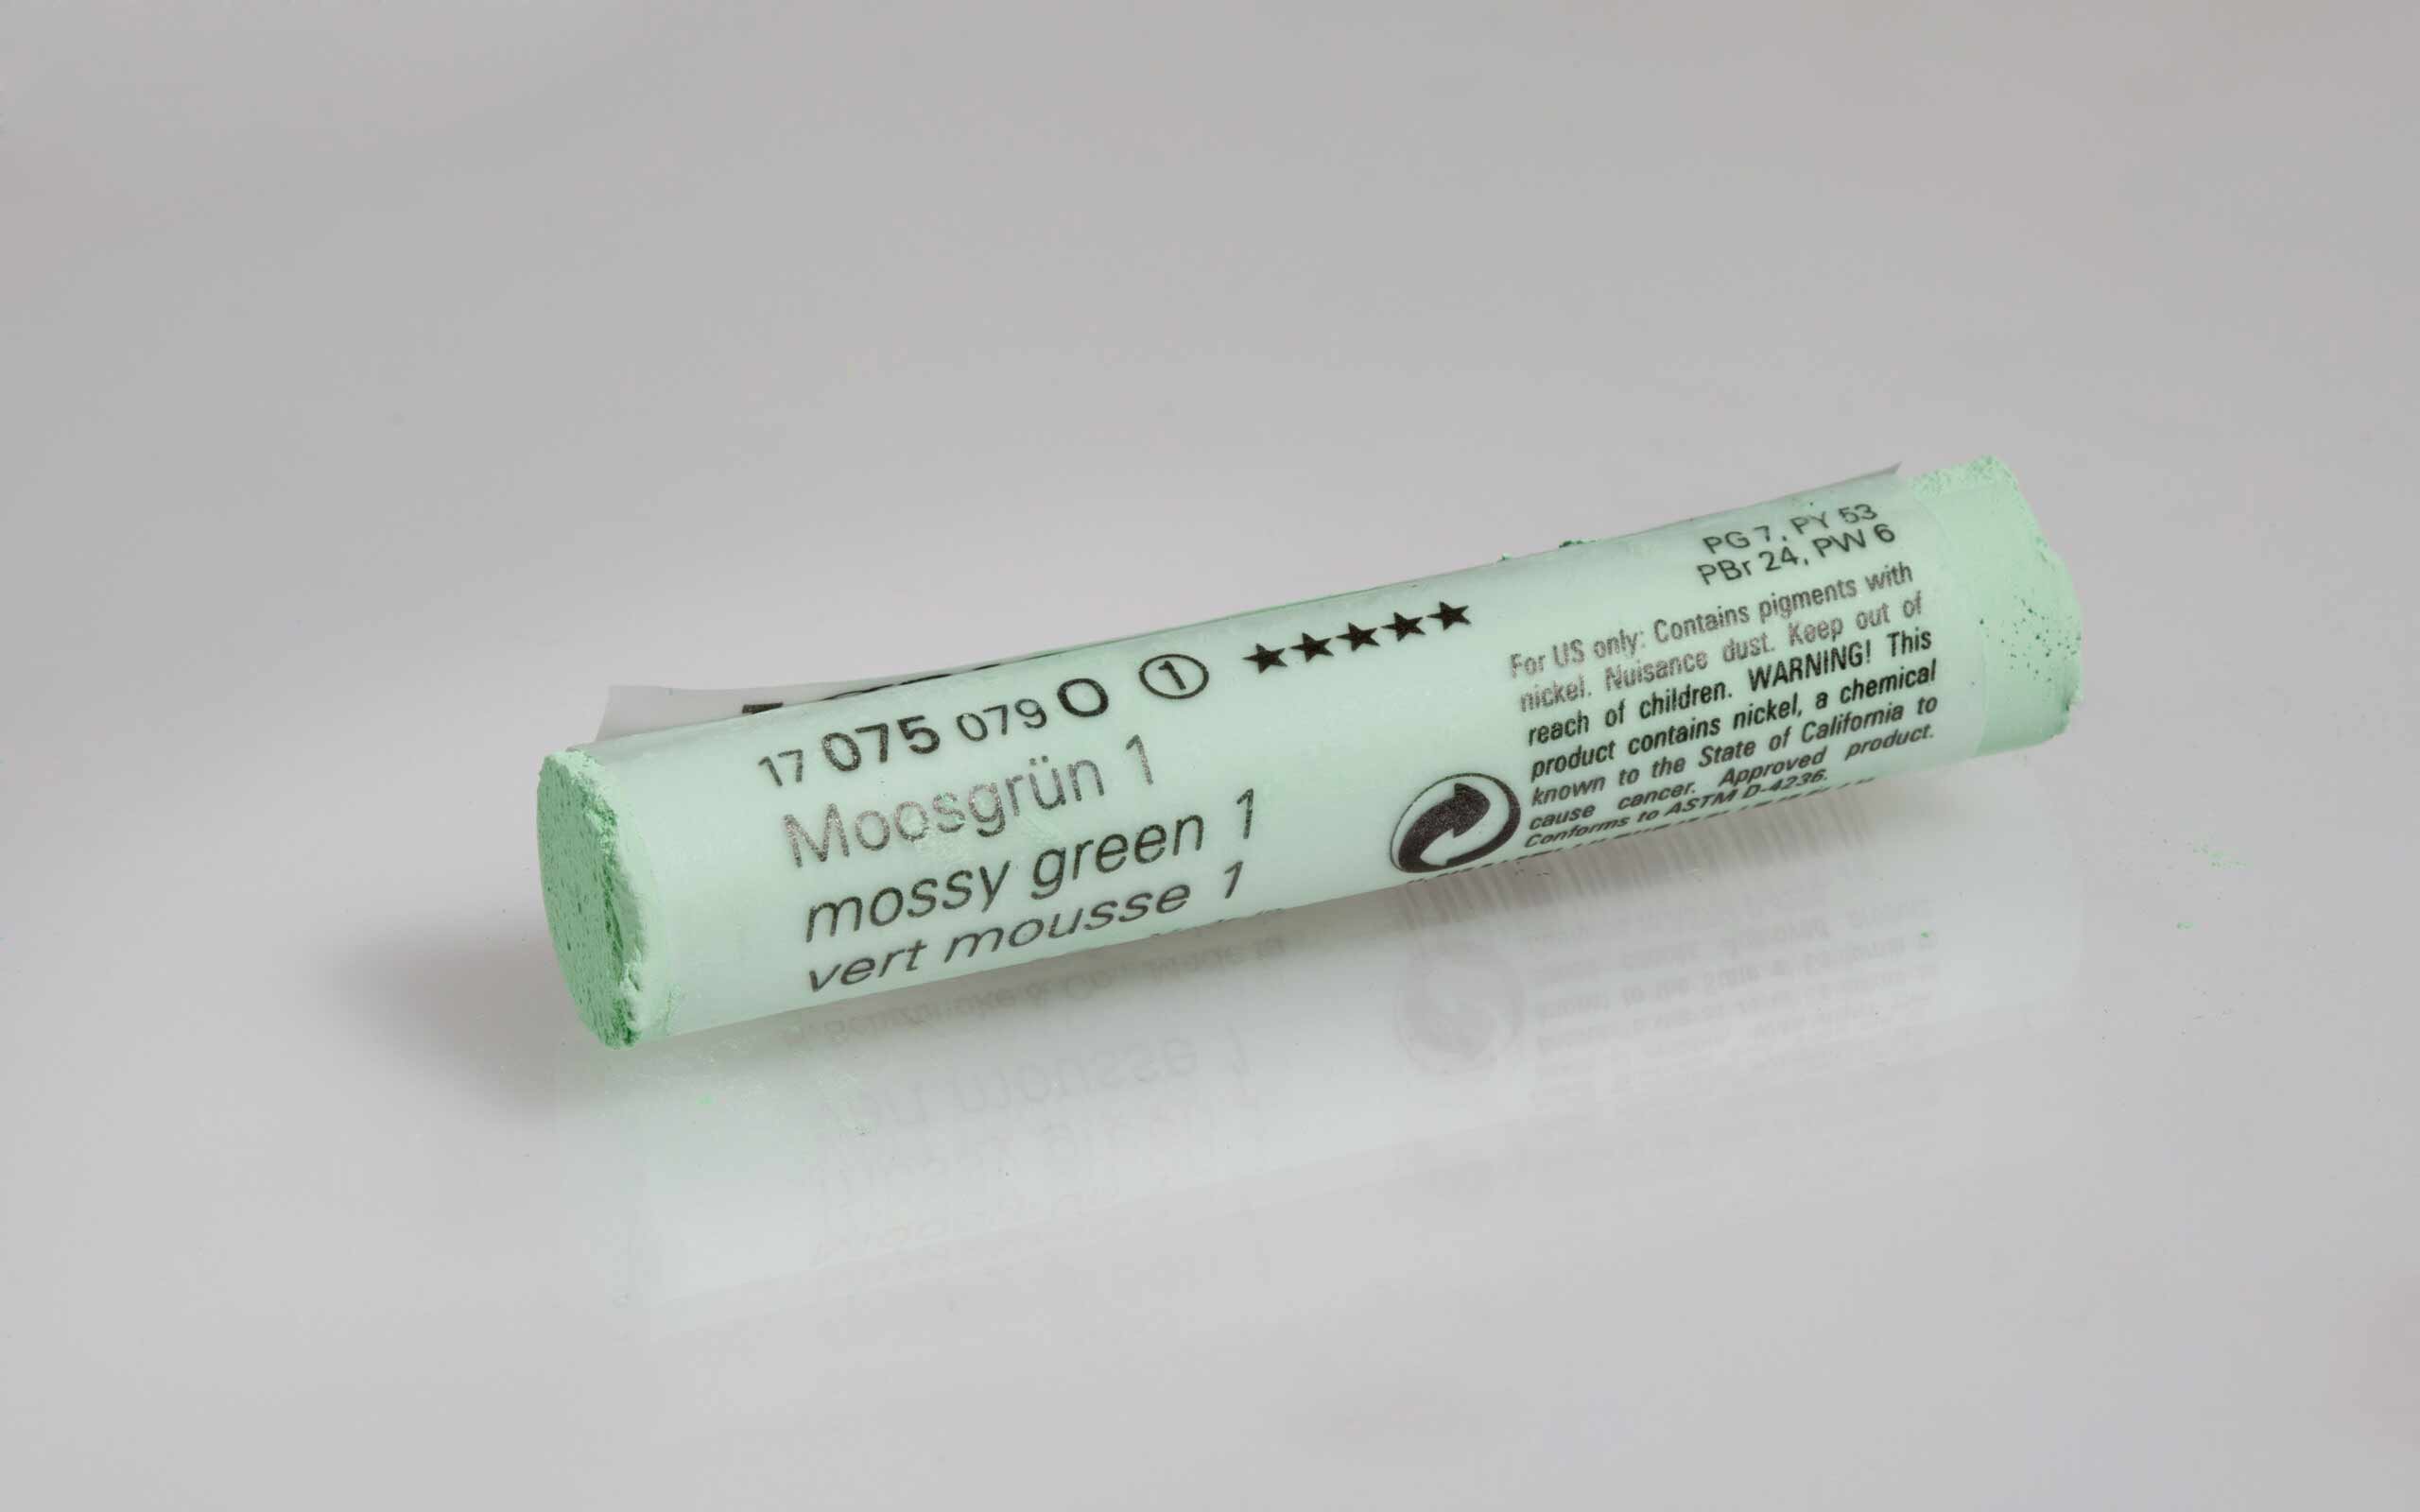 17 075 079 O ① ★★★★★
Moosgrün 1
mossy green 1
vert mousse 1
PG 7, PY 53
PBr 24, PW 6
For US only: Contains pigments with
nickel. Nuisance dust. Keep out of
reach of children. WARNING! This
product contains nickel, a chemical
known to the State of California to
cause cancer. Approved product.
Conforms to ASTM D-4236.